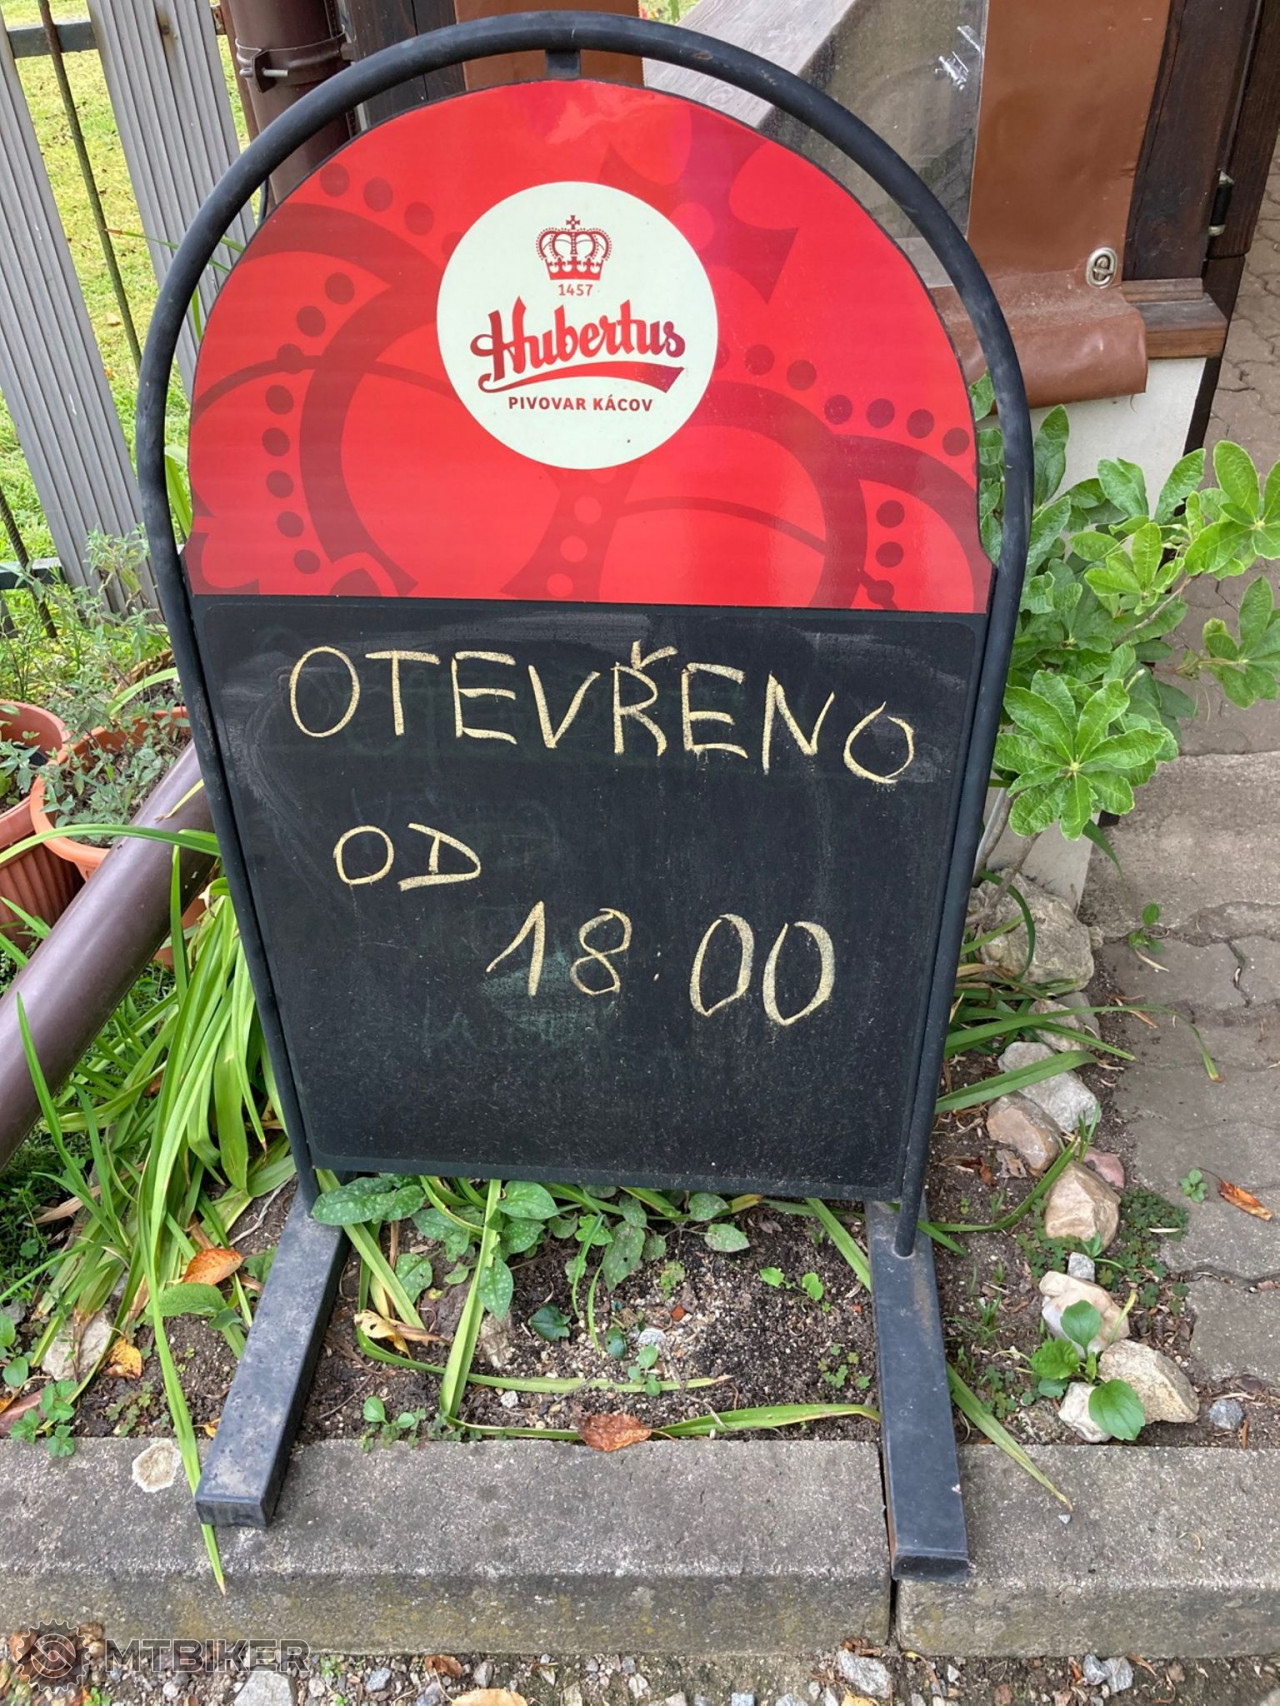 1457
Hubertus
PIVOVAR KÁCOV
OTEVŘENO
OD
18:00
MTBIKER